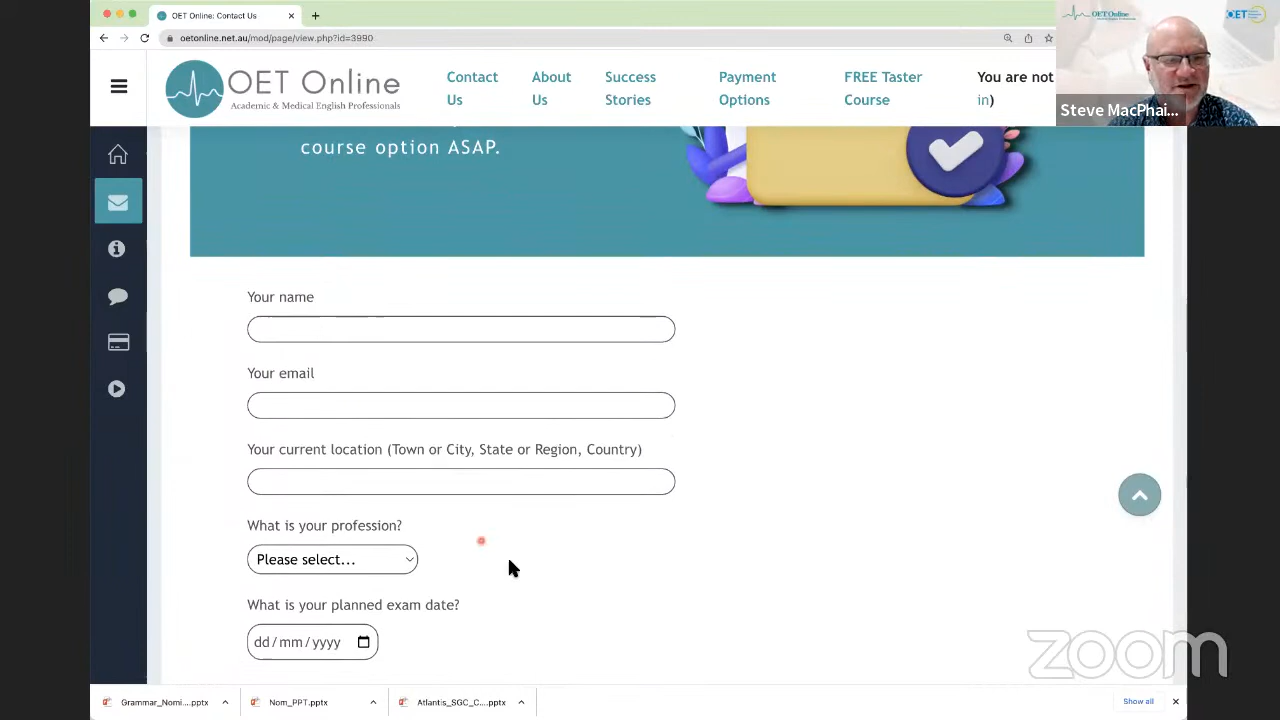 OET Online: Contact Us
oetonline.net.au/mod/page/view.php?id=3990
OET Online
OET
OET Online
Academic & Medical English Professionals
Contact Us
About Us
Success Stories
Payment Options
FREE Taster Course
You are not
in)
Steve MacPhai...
course option ASAP.
Your name
Your email
Your current location (Town or City, State or Region, Country)
What is your profession?
Please select...
What is your planned exam date?
dd/mm/yyyy
zoom
Grammar_Nomi....pptx
Nom_PPT.pptx
Atlantis_SGC_C....pptx
Show all